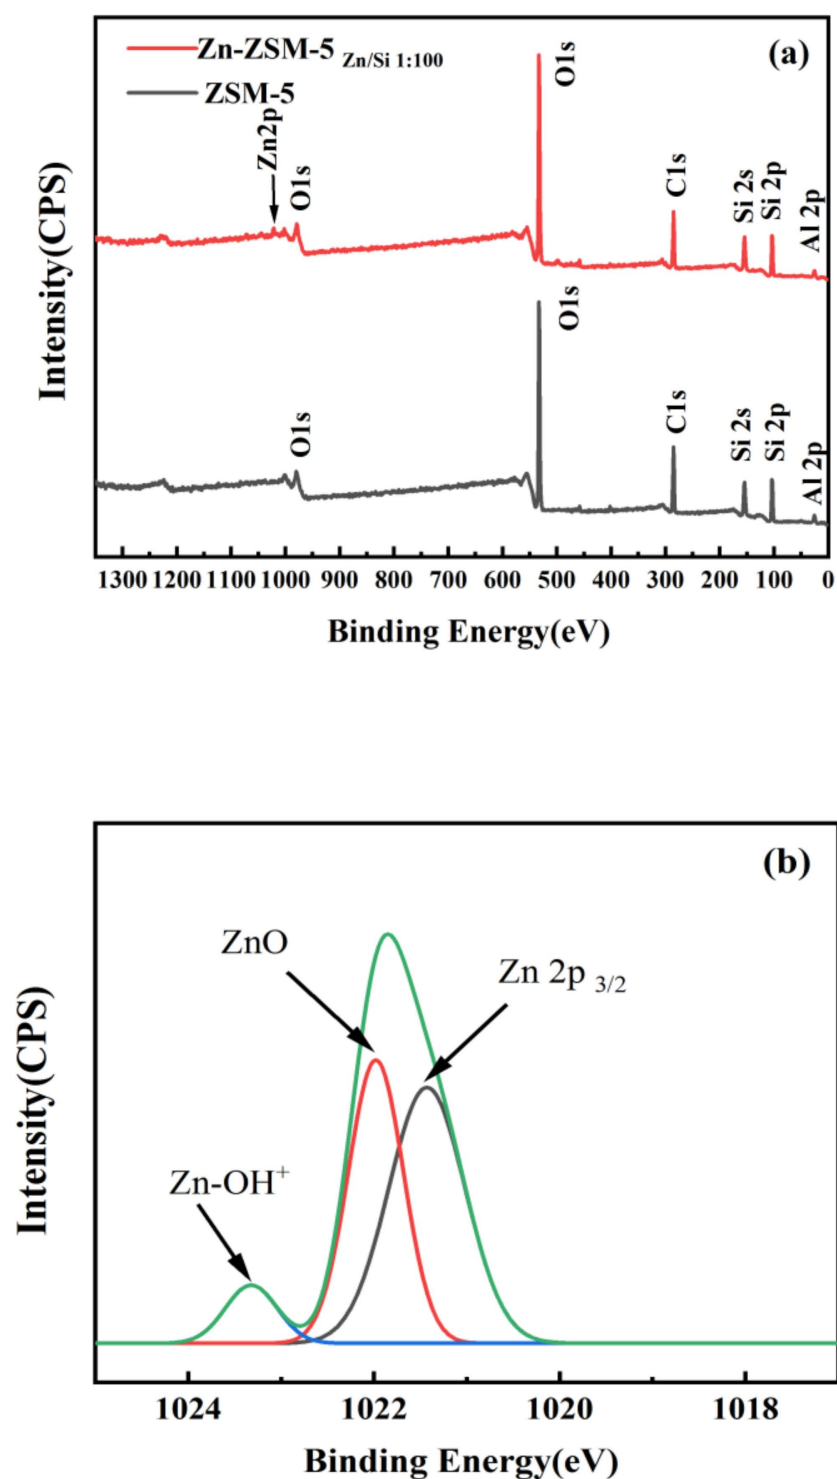 Zn-ZSM-5 Zn/Si 1:100
(a)
ZSM-5
Zn2p
O1s
O1s
C1s
Si 2s
Si 2p
Al 2p
O1s
O1s
C1s
Si 2s
Si 2p
Al 2p
Intensity(CPS)
1300 1200 1100 1000 900 800 700 600 500 400 300 200 100 0
Binding Energy(eV)
(b)
ZnO
Zn 2p 3/2
Zn-OH⁺
Intensity(CPS)
1024 1022 1020 1018
Binding Energy(eV)